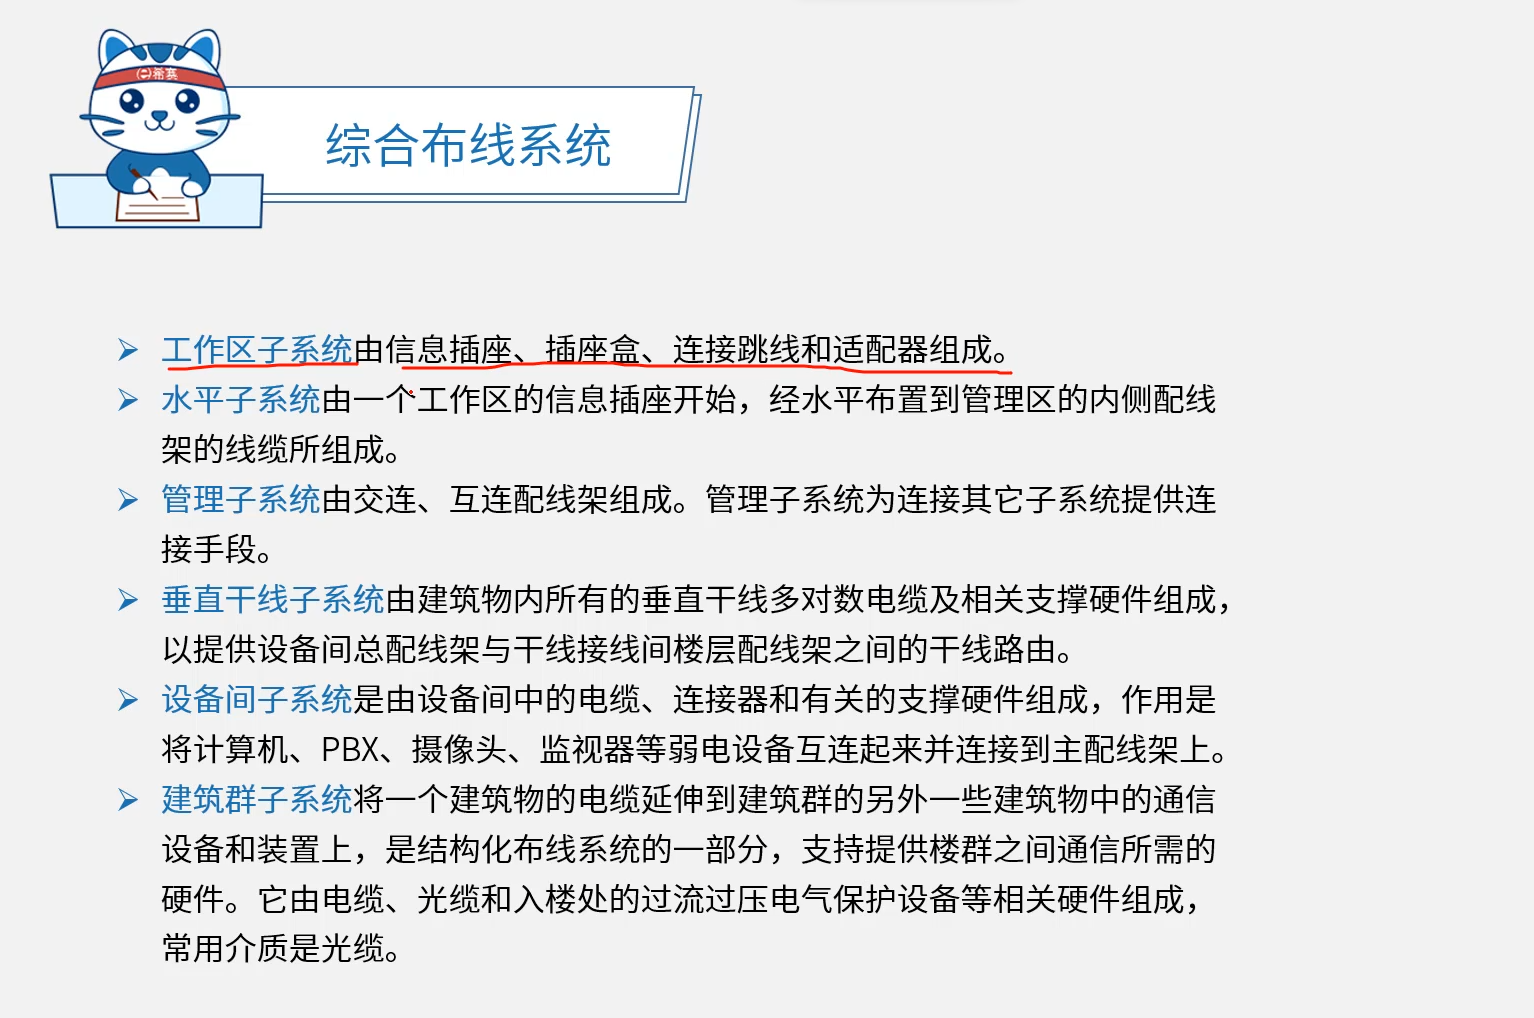 希赛
综合布线系统
工作区子系统由信息插座、插座盒、连接跳线和适配器组成。
水平子系统由一个工作区的信息插座开始，经水平布置到管理区的内侧配线
架的线缆所组成。
管理子系统由交连、互连配线架组成。管理子系统为连接其它子系统提供连
接手段。
垂直干线子系统由建筑物内所有的垂直干线多对数电缆及相关支撑硬件组成，
以提供设备间总配线架与干线接线间楼层配线架之间的干线路由。
设备间子系统是由设备间中的电缆、连接器和有关的支撑硬件组成，作用是
将计算机、PBX、摄像头、监视器等弱电设备互连起来并连接到主配线架上。
建筑群子系统将一个建筑物的电缆延伸到建筑群的另外一些建筑物中的通信
设备和装置上，是结构化布线系统的一部分，支持提供楼群之间通信所需的
硬件。它由电缆、光缆和入楼处的过流过压电气保护设备等相关硬件组成，
常用介质是光缆。